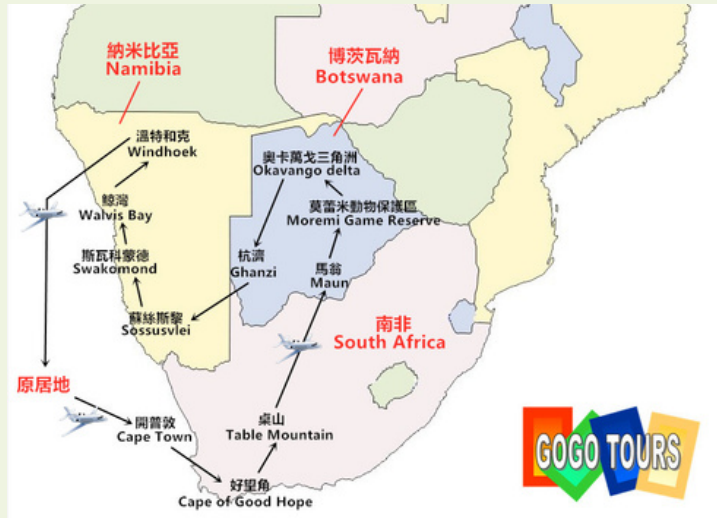 納米比亞
Namibia
博茨瓦納
Botswana
溫特和克
Windhoek
奧卡萬戈三角洲
Okavango delta
鯨灣
Walvis Bay
莫蕾米動物保護區
Moremi Game Reserve
斯瓦科蒙德
Swakomond
杭濟
Ghanzi
馬翁
Maun
蘇絲斯黎
Sossusvlei
南非
South Africa
原居地
開普敦
Cape Town
桌山
Table Mountain
好望角
Cape of Good Hope
GOGO TOURS